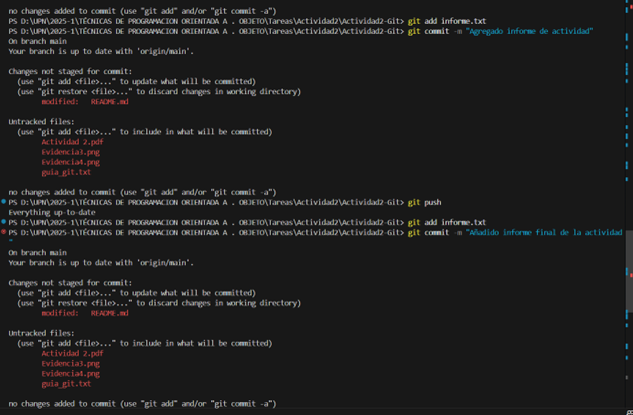 no changes added to commit (use "git add" and/or "git commit -a")
PS D:\UPN\2025-1\TÉCNICAS DE PROGRAMACION ORIENTADA A . OBJETO\Tareas\Actividad2\Actividad2-Git> git add informe.txt
PS D:\UPN\2025-1\TÉCNICAS DE PROGRAMACION ORIENTADA A . OBJETO\Tareas\Actividad2\Actividad2-Git> git commit -m "Agregado informe de actividad"
On branch main
Your branch is up to date with 'origin/main'.
Changes not staged for commit:
(use "git add <file>..." to update what will be committed)
(use "git restore <file>..." to discard changes in working directory)
modified: README.md
Untracked files:
(use "git add <file>..." to include in what will be committed)
Actividad 2.pdf
Evidencia3.png
Evidencia4.png
guia_git.txt
no changes added to commit (use "git add" and/or "git commit -a")
PS D:\UPN\2025-1\TÉCNICAS DE PROGRAMACION ORIENTADA A . OBJETO\Tareas\Actividad2\Actividad2-Git> git push
Everything up-to-date
PS D:\UPN\2025-1\TÉCNICAS DE PROGRAMACION ORIENTADA A . OBJETO\Tareas\Actividad2\Actividad2-Git> git add informe.txt
PS D:\UPN\2025-1\TÉCNICAS DE PROGRAMACION ORIENTADA A . OBJETO\Tareas\Actividad2\Actividad2-Git> git commit -m "Añadido informe final de la actividad
"
On branch main
Your branch is up to date with 'origin/main'.
Changes not staged for commit:
(use "git add <file>..." to update what will be committed)
(use "git restore <file>..." to discard changes in working directory)
modified: README.md
Untracked files:
(use "git add <file>..." to include in what will be committed)
Actividad 2.pdf
Evidencia3.png
Evidencia4.png
guia_git.txt
no changes added to commit (use "git add" and/or "git commit -a")